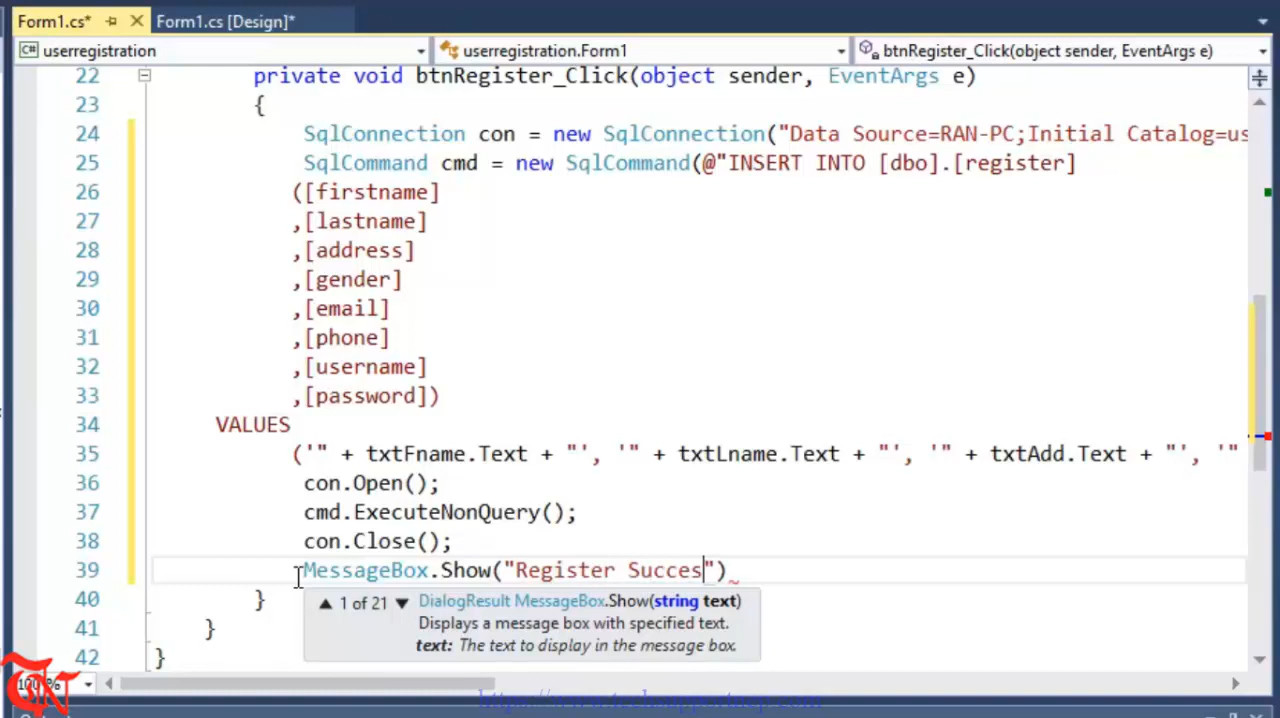 Form1.cs* Form1.cs [Design]*
C# userregistration userregistration.Form1 btnRegister_Click(object sender, EventArgs e)
22 private void btnRegister_Click(object sender, EventArgs e)
23 {
24 SqlConnection con = new SqlConnection("Data Source=RAN-PC;Initial Catalog=us
25 SqlCommand cmd = new SqlCommand(@"INSERT INTO [dbo].[register]
26 ([firstname]
27 ,[lastname]
28 ,[address]
29 ,[gender]
30 ,[email]
31 ,[phone]
32 ,[username]
33 ,[password])
34 VALUES
35 ('" + txtFname.Text + "', '" + txtLname.Text + "', '" + txtAdd.Text + "', '"
36 con.Open();
37 cmd.ExecuteNonQuery();
38 con.Close();
39 MessageBox.Show("Register Succes")
40 }
▲ 1 of 21 ▼ DialogResult MessageBox.Show(string text)
Displays a message box with specified text.
text: The text to display in the message box.
41 }
42 }
100 %